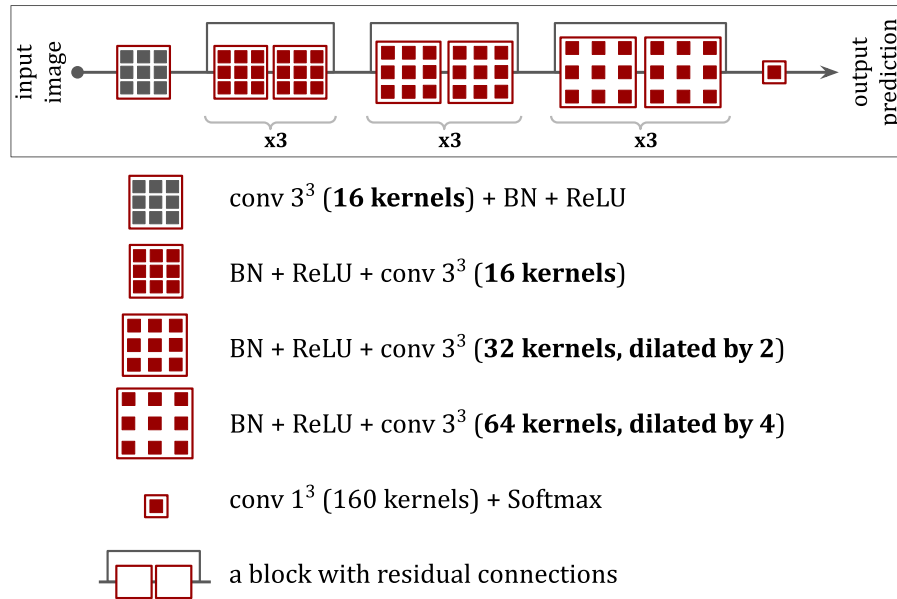 input
image
x3
x3
x3
output
prediction
conv 3³ (16 kernels) + BN + ReLU
BN + ReLU + conv 3³ (16 kernels)
BN + ReLU + conv 3³ (32 kernels, dilated by 2)
BN + ReLU + conv 3³ (64 kernels, dilated by 4)
conv 1³ (160 kernels) + Softmax
a block with residual connections